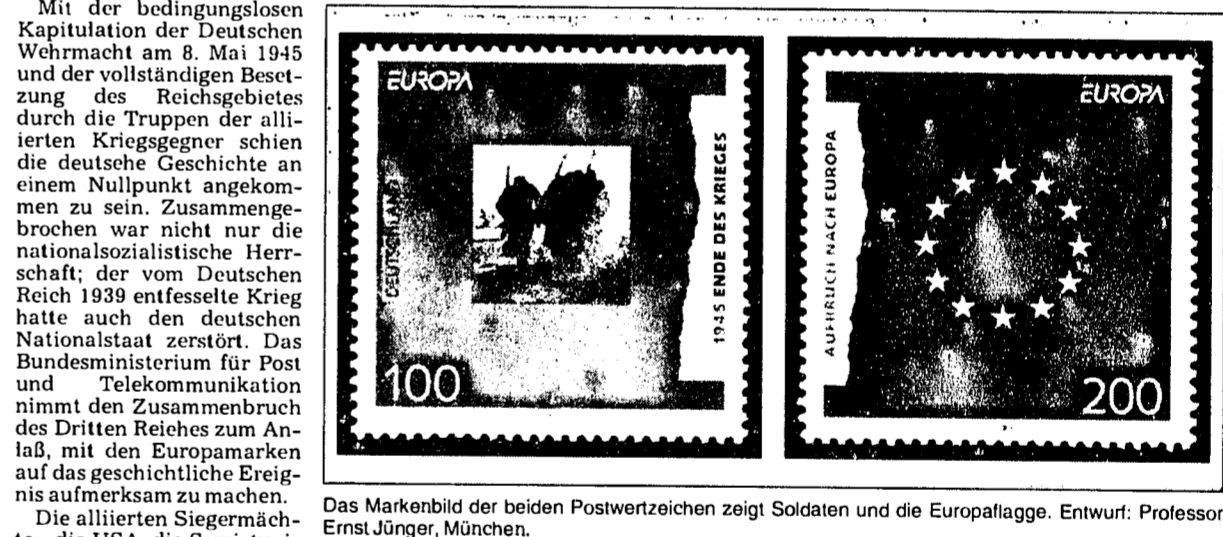 Mit der bedingungslosen
Kapitulation der Deutschen
Wehrmacht am 8. Mai 1945
und der vollständigen Beset-
zung des Reichsgebietes
durch die Truppen der alli-
ierten Kriegsgegner schien
die deutsche Geschichte an
einem Nullpunkt angekom-
men zu sein. Zusammenge-
brochen war nicht nur die
nationalsozialistische Herr-
schaft; der vom Deutschen
Reich 1939 entfesselte Krieg
hatte auch den deutschen
Nationalstaat zerstört. Das
Bundesministerium für Post
und Telekommunikation
nimmt den Zusammenbruch
des Dritten Reiches zum An-
laß, mit den Europamarken
auf das geschichtliche Ereig-
nis aufmerksam zu machen.
Die alliierten Siegermäch-
EUROPA
DEUTSCHLAND
100
1945 ENDE DES KRIEGES
EUROPA
AUFBRUCH NACH EUROPA
200
Das Markenbild der beiden Postwertzeichen zeigt Soldaten und die Europaflagge. Entwurf: Professor
Ernst Jünger, München.